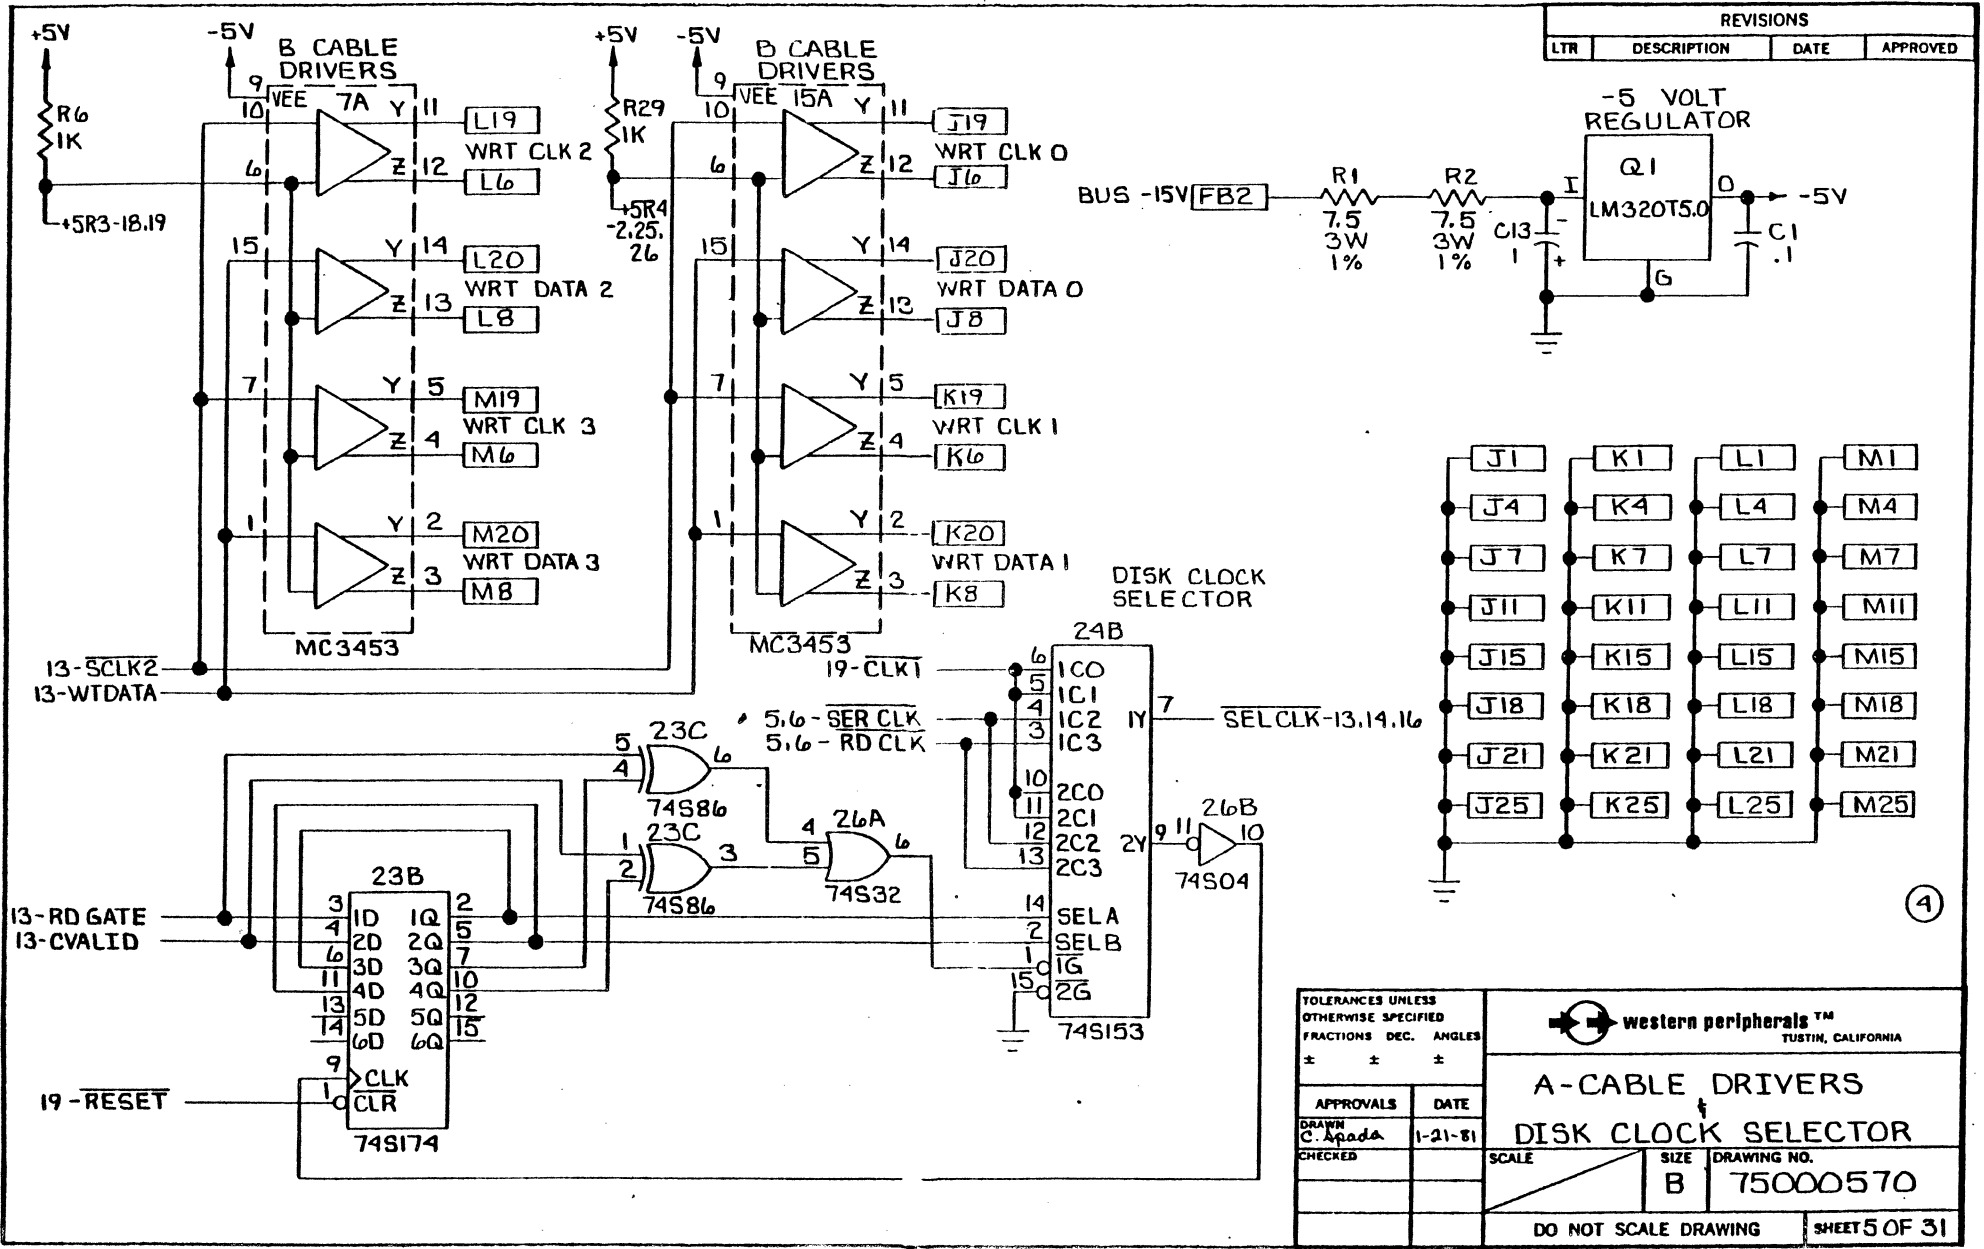 REVISIONS
LTR DESCRIPTION DATE APPROVED
+5V
R6
1K
+5R3-18.19
-5V
B CABLE
DRIVERS
9
10
VEE 7A Y 11
L19
WRT CLK 2
6
Z 12
L6
15 Y 14
L20
WRT DATA 2
Z 13
L8
7 Y 5
M19
WRT CLK 3
Z 4
M6
1 Y 2
M20
WRT DATA 3
Z 3
M8
MC3453
+5V
R29
1K
+5R4
-2.25.
26
-5V
B CABLE
DRIVERS
9
10
VEE 15A Y 11
J19
WRT CLK 0
6
Z 12
J6
15 Y 14
J20
WRT DATA 0
Z 13
J8
7 Y 5
K19
WRT CLK 1
Z 4
K6
1 Y 2
K20
WRT DATA 1
Z 3
K8
MC3453
13-SCLK2
13-WTDATA
-5 VOLT
REGULATOR
Q1
LM320T5.0
I O
G
BUS -15V FB2
R1
7.5
3W
1%
R2
7.5
3W
1%
C13
1
-
+
-5V
C1
.1
J1 K1 L1 M1
J4 K4 L4 M4
J7 K7 L7 M7
J11 K11 L11 M11
J15 K15 L15 M15
J18 K18 L18 M18
J21 K21 L21 M21
J25 K25 L25 M25
DISK CLOCK
SELECTOR
24B
19-CLK1
5.6-SER CLK
5.6-RD CLK
6 1C0
5 1C1
4 1C2 1Y 7
3 1C3
SELCLK-13.14.16
10 2C0
11 2C1
12 2C2 2Y 9
13 2C3
14 SELA
2 SELB
1 1G
15 2G
74S153
11 26B 10
74S04
23C
5
4
6
74S86
23C
1
2
3
74S86
26A
4
5
6
74S32
13-RD GATE
13-CVALID
23B
3 1D 1Q 2
4 2D 2Q 5
6 3D 3Q 7
11 4D 4Q 10
13 5D 5Q 12
14 6D 6Q 15
9 CLK
1 CLR
74S174
19-RESET
4
TOLERANCES UNLESS
OTHERWISE SPECIFIED
FRACTIONS DEC. ANGLES
± ± ±
APPROVALS DATE
DRAWN
C. Spada 1-21-81
CHECKED
western peripherals TM
TUSTIN, CALIFORNIA
A-CABLE DRIVERS
&
DISK CLOCK SELECTOR
SCALE
SIZE
B
DRAWING NO.
75000570
DO NOT SCALE DRAWING
SHEET 5 OF 31